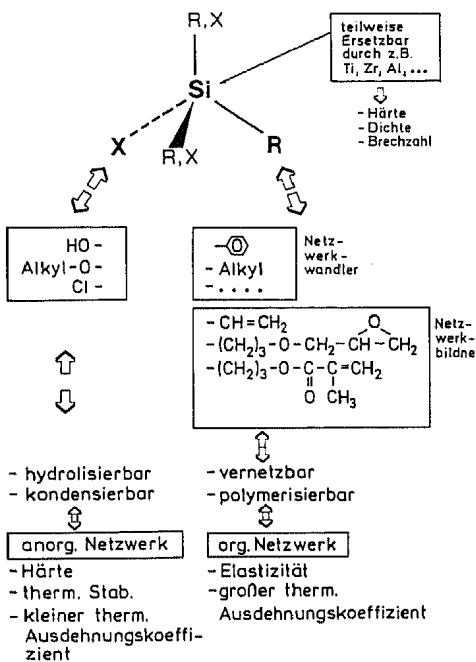 R,X
teilweise
Ersetzbar
durch z.B.
Ti, Zr, Al, ...
Si
- Härte
- Dichte
- Brechzahl
X
R,X
R
HO -
Alkyl-O-
Cl -
O
- Alkyl
- . . . .
Netz-
werk-
wandler
- CH=CH₂
-(CH₂)₃-O-CH₂-CH-CH₂
O
-(CH₂)₃-O-C-C=CH₂
O CH₃
Netz-
werk-
bildne
- hydrolisierbar
- kondensierbar
- vernetzbar
- polymerisierbar
anorg. Netzwerk
org. Netzwerk
- Härte
- therm. Stab.
- kleiner therm.
Ausdehnungskoeffi-
zient
- Elastizität
- großer therm.
Ausdehnungskoeffizient